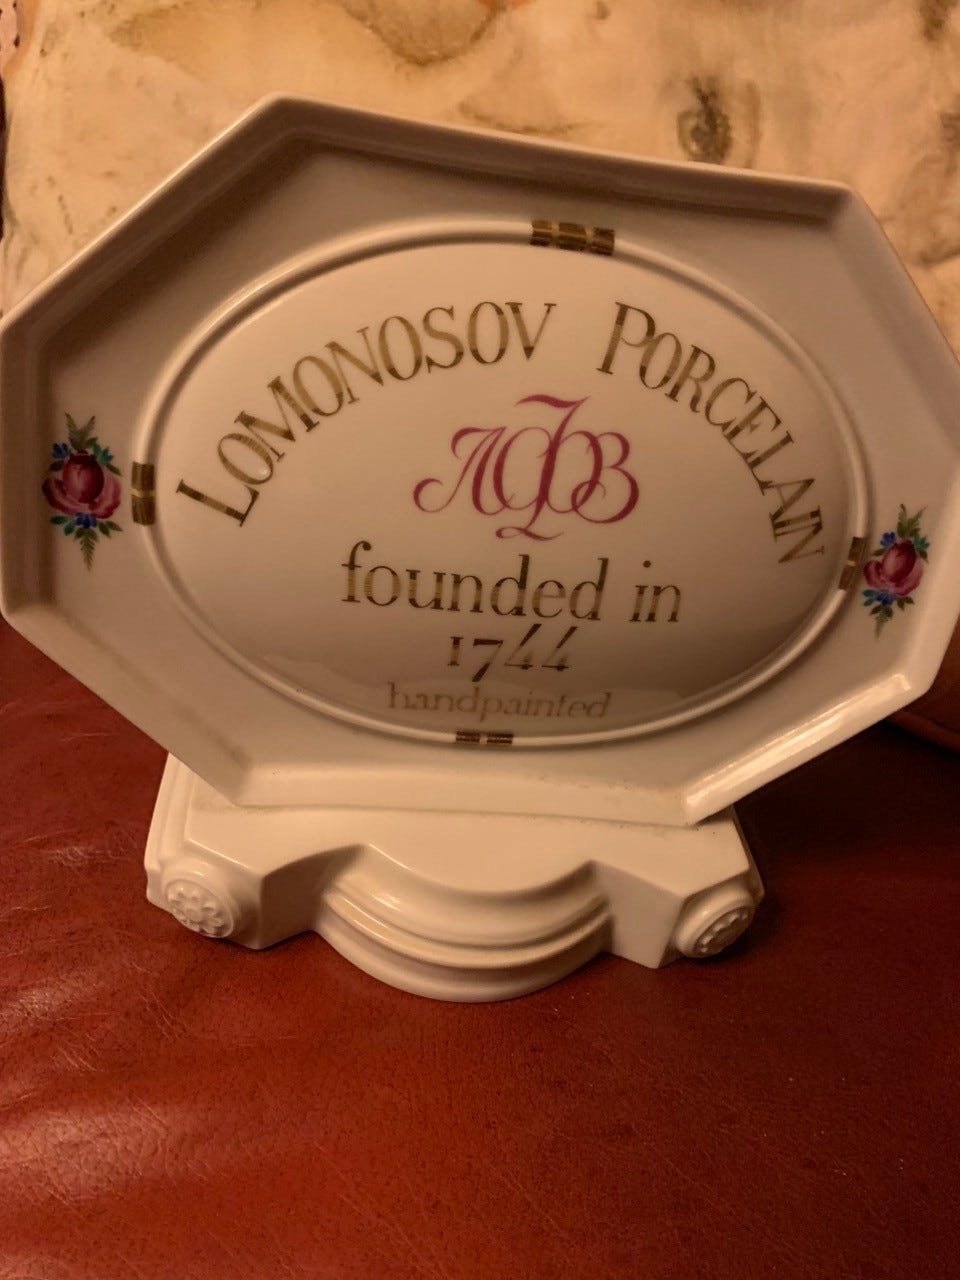 LOMONOSOV PORCELAIN
ЛФЗ
founded in
1744
handpainted